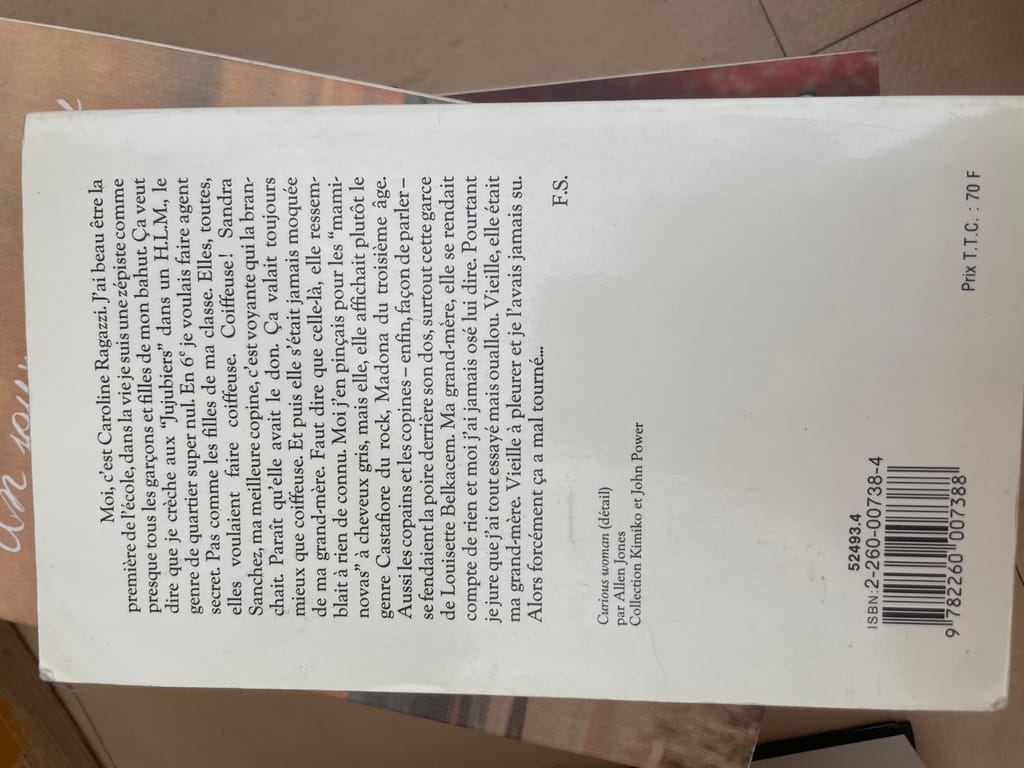 Moi, c'est Caroline Ragazzi. J'ai beau être la
première de l'école, dans la vie je suis une zépiste comme
presque tous les garçons et filles de mon bahut. Ça veut
dire que je crèche aux "Jujubiers" dans un H.L.M., le
genre de quartier super nul. En 6e je voulais faire agent
secret. Pas comme les filles de ma classe. Elles, toutes,
elles voulaient faire coiffeuse. Coiffeuse! Sandra
Sanchez, ma meilleure copine, c'est voyante qui la bran-
chait. Paraît qu'elle avait le don. Ça valait toujours
mieux que coiffeuse. Et puis elle s'était jamais moquée
de ma grand-mère. Faut dire que celle-là, elle ressem-
blait à rien de connu. Moi j'en pinçais pour les "mami-
novas" à cheveux gris, mais elle, elle affichait plutôt le
genre Castafiore du rock, Madona du troisième âge.
Aussi les copains et les copines – enfin, façon de parler –
se fendaient la poire derrière son dos, surtout cette garce
de Louisette Belkacem. Ma grand-mère, elle se rendait
compte de rien et moi j'ai jamais osé lui dire. Pourtant
je jure que j'ai tout essayé mais ouallou. Vieille, elle était
ma grand-mère. Vieille à pleurer et je l'avais jamais su.
Alors forcément ça a mal tourné...
F.S.
Curious woman (détail)
par Allen Jones
Collection Kimiko et John Power
52493.4
ISBN:2-260-00738-4
9 782260 007388
Prix T.T.C. : 70 F